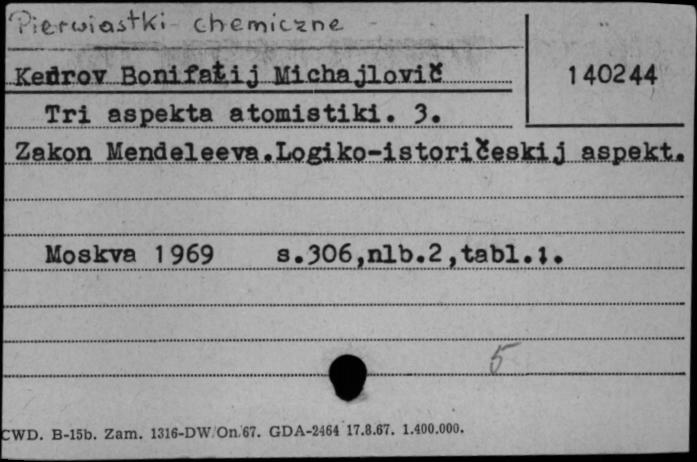 Pierwiastki chemiczne
Kedrov Bonifatij Michajlovič
140244
Tri aspekta atomistiki. 3.
Zakon Mendeleeva.Logiko-istoričeskij aspekt.
Moskva 1969 s.306,nlb.2,tabl.1.
5
CWD. B-15b. Zam. 1316-DW/On/67. GDA-2464 17.8.67. 1.400.000.